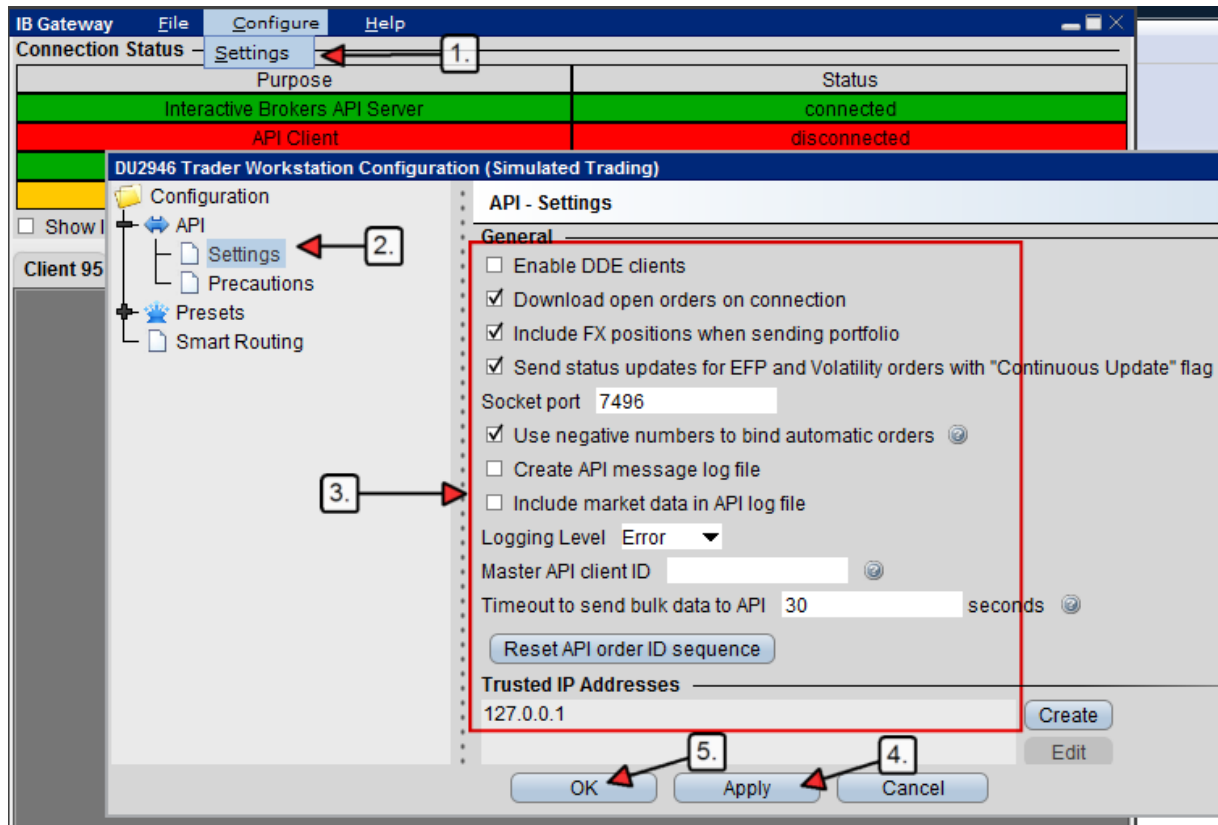 IB Gateway File Configure Help
Connection Status
Settings
1.
Purpose Status
Interactive Brokers API Server connected
API Client disconnected
DU2946 Trader Workstation Configuration (Simulated Trading)
Configuration
API
Settings
2.
Precautions
Presets
Smart Routing
Show
Client 95
API - Settings
General
Enable DDE clients
Download open orders on connection
Include FX positions when sending portfolio
Send status updates for EFP and Volatility orders with "Continuous Update" flag
Socket port 7496
Use negative numbers to bind automatic orders
Create API message log file
3.
Include market data in API log file
Logging Level Error
Master API client ID
Timeout to send bulk data to API 30 seconds
Reset API order ID sequence
Trusted IP Addresses
127.0.0.1 Create
Edit
5. 4.
OK Apply Cancel